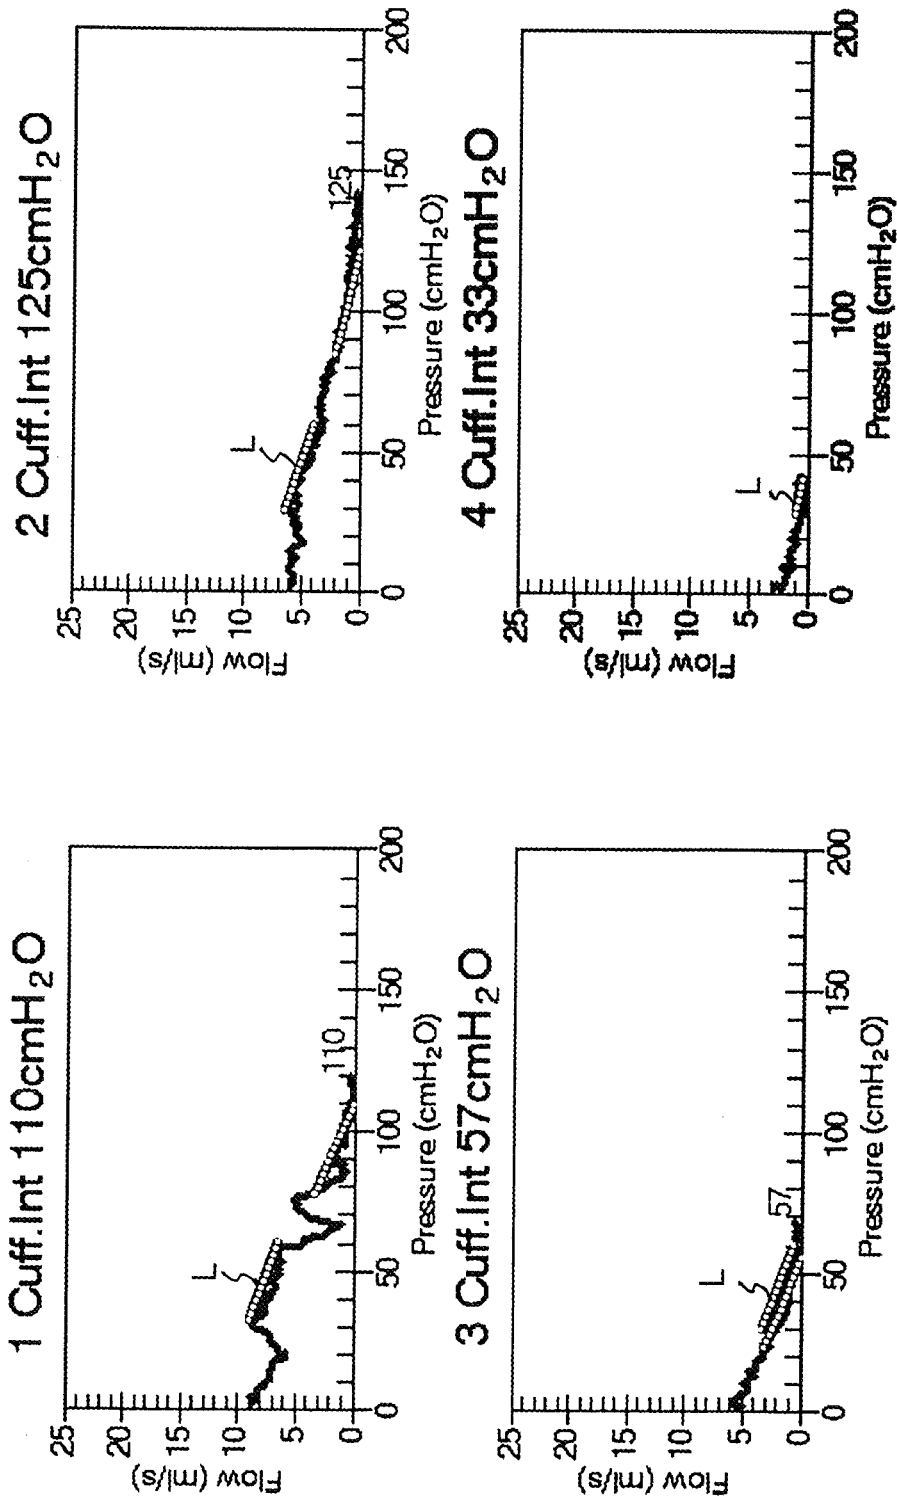 1 Cuff.Int 110cmH₂O
25
20
15
10
5
0
Flow (ml/s)
L
110
0
50
100
150
200
Pressure (cmH₂O)
2 Cuff.Int 125cmH₂O
25
20
15
10
5
0
Flow (ml/s)
L
125
0
50
100
150
200
Pressure (cmH₂O)
3 Cuff.Int 57cmH₂O
25
20
15
10
5
0
Flow (ml/s)
L
57
0
50
100
150
200
Pressure (cmH₂O)
4 Cuff.Int 33cmH₂O
25
20
15
10
5
0
Flow (ml/s)
L
0
50
100
150
200
Pressure (cmH₂O)